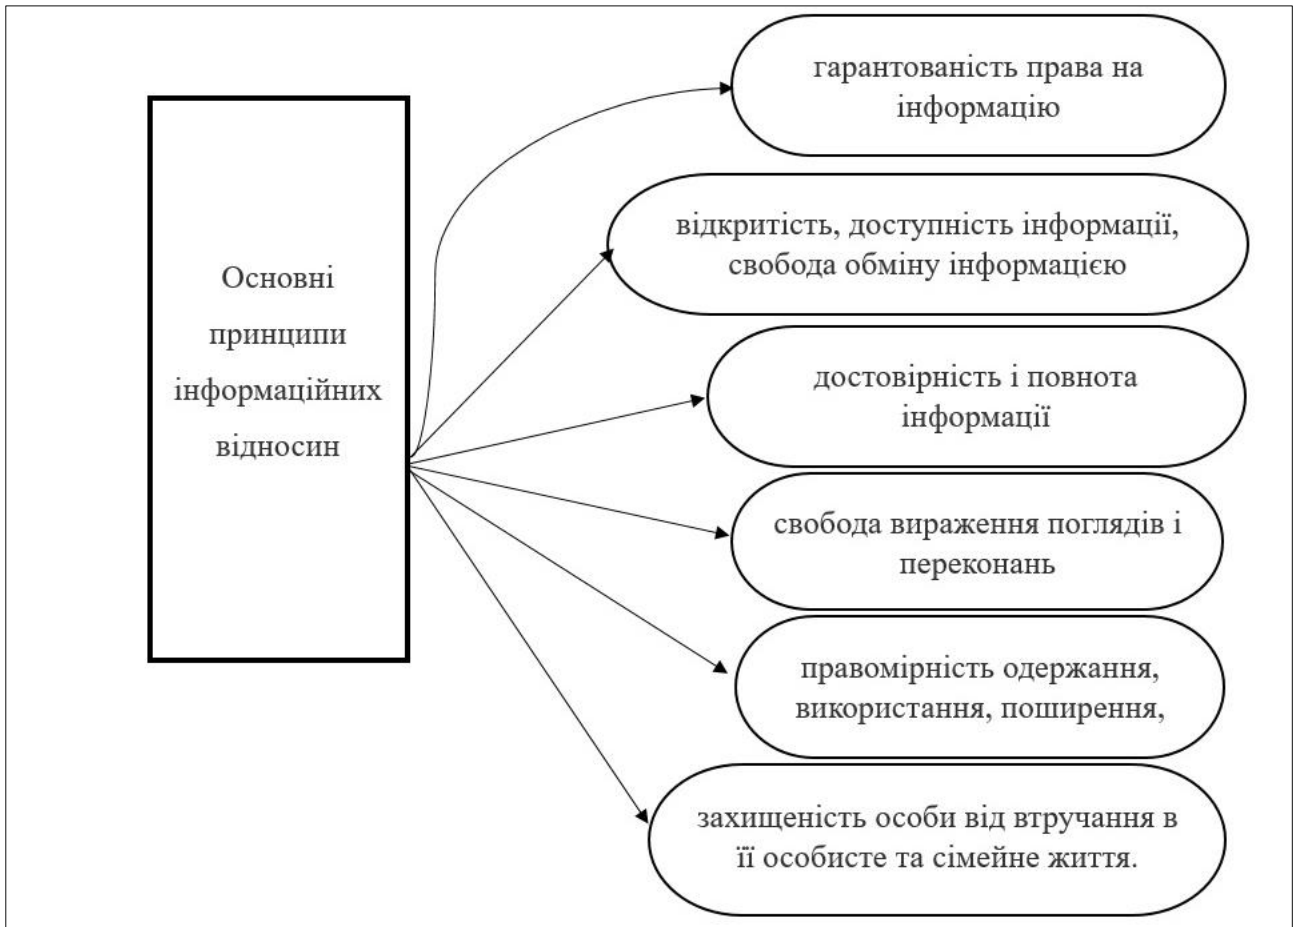 Основні
принципи
інформаційних
відносин
гарантованість права на
інформацію
відкритість, доступність інформації,
свобода обміну інформацією
достовірність і повнота
інформації
свобода вираження поглядів і
переконань
правомірність одержання,
використання, поширення,
захищеність особи від втручання в
її особисте та сімейне життя.